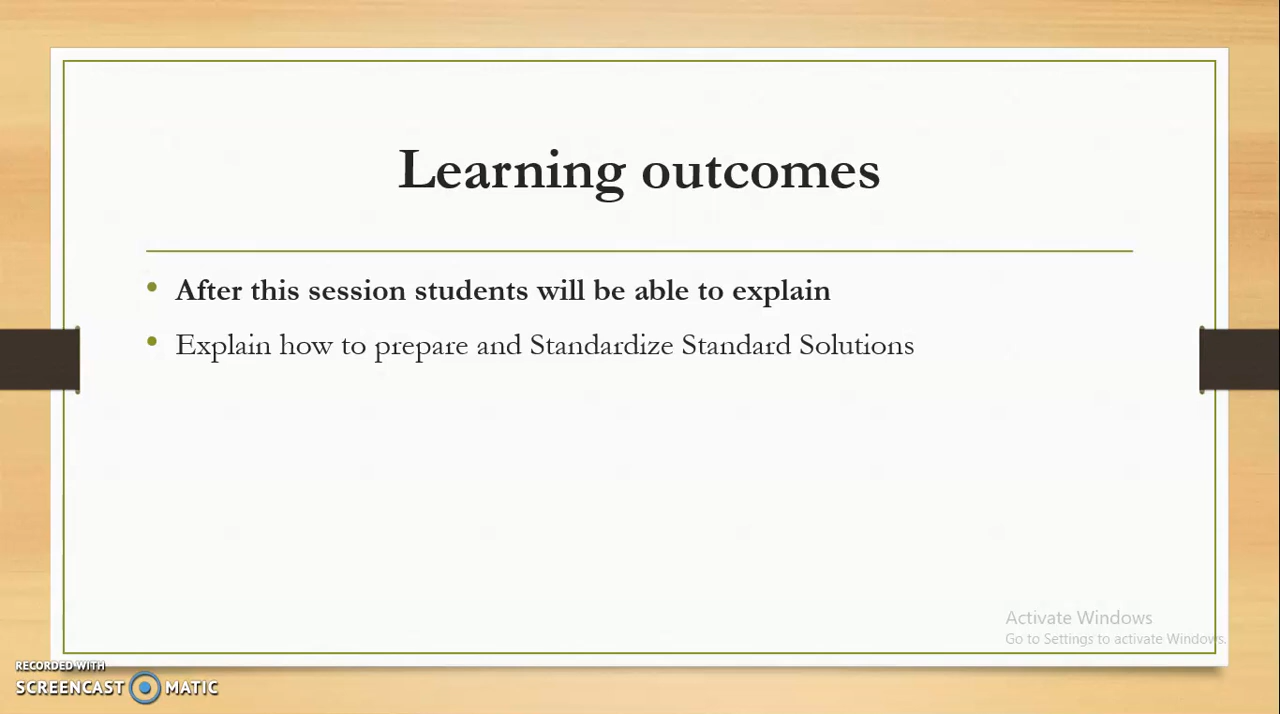 Learning outcomes
After this session students will be able to explain
Explain how to prepare and Standardize Standard Solutions
Activate Windows
Go to Settings to activate Windows.
RECORDED WITH
SCREENCAST MATIC